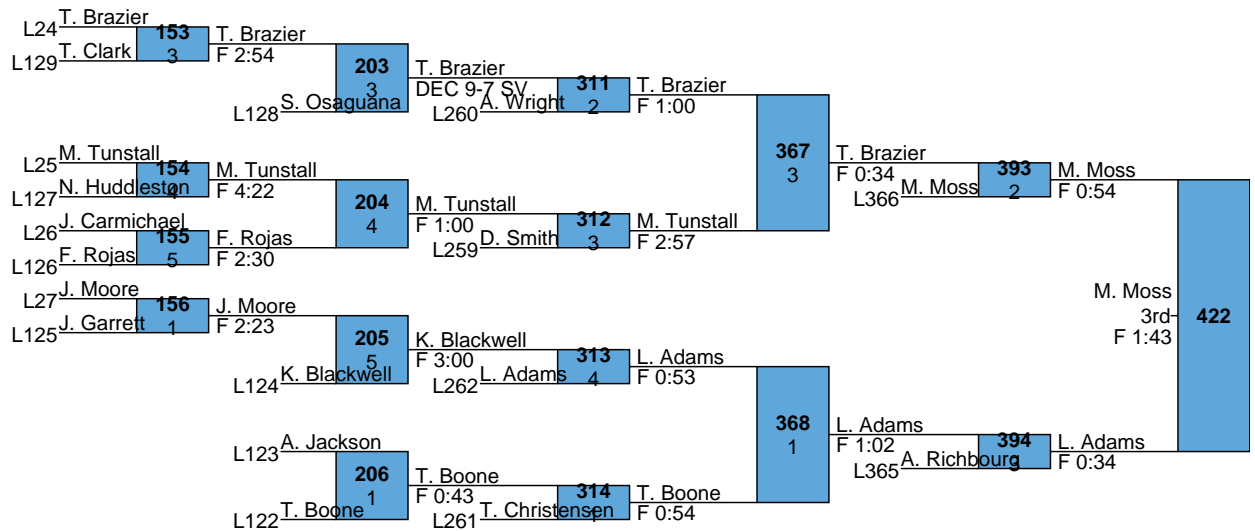 L24 T. Brazier
L129 T. Clark
153
3
T. Brazier
F 2:54
L128 S. Osaguana
203
3
T. Brazier
DEC 9-7 SV
L260 A. Wright
311
2
T. Brazier
F 1:00
L25 M. Tunstall
L127 N. Huddleston
154
4
M. Tunstall
F 4:22
L26 J. Carmichael
L126 F. Rojas
155
5
F. Rojas
F 2:30
204
4
M. Tunstall
F 1:00
L259 D. Smith
312
3
M. Tunstall
F 2:57
367
3
T. Brazier
F 0:34
L366 M. Moss
393
2
M. Moss
F 0:54
L27 J. Moore
L125 J. Garrett
156
1
J. Moore
F 2:23
L124 K. Blackwell
205
5
K. Blackwell
F 3:00
L262 L. Adams
313
4
L. Adams
F 0:53
L123 A. Jackson
L122 T. Boone
206
1
T. Boone
F 0:43
L261 T. Christensen
314
1
T. Boone
F 0:54
368
1
L. Adams
F 1:02
L365 A. Richbourg
394
3
L. Adams
F 0:34
422
M. Moss
3rd
F 1:43